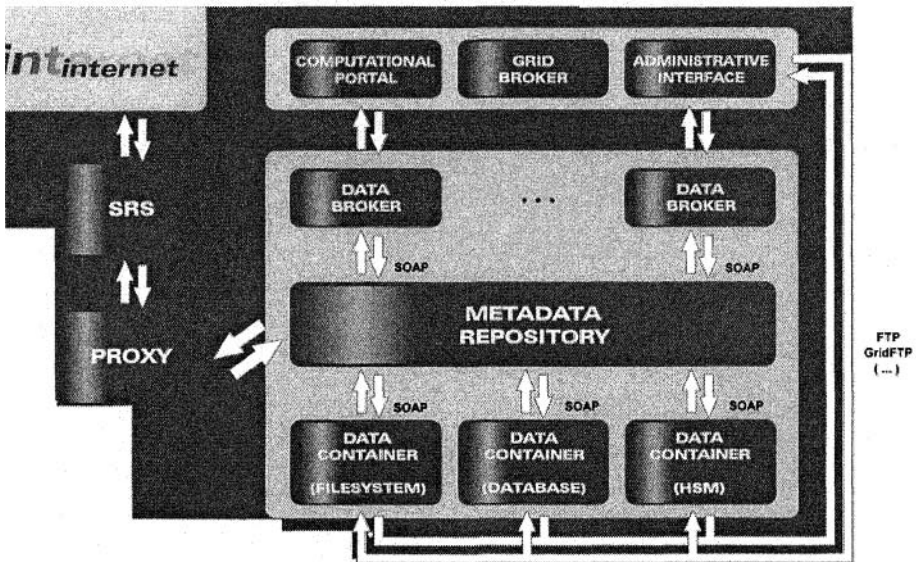 int internet
COMPUTATIONAL
PORTAL
GRID
BROKER
ADMINISTRATIVE
INTERFACE
SRS
DATA
BROKER
...
DATA
BROKER
SOAP
SOAP
METADATA
REPOSITORY
PROXY
FTP
GridFTP
(...)
SOAP
SOAP
SOAP
DATA
CONTAINER
(FILESYSTEM)
DATA
CONTAINER
(DATABASE)
DATA
CONTAINER
(HSM)